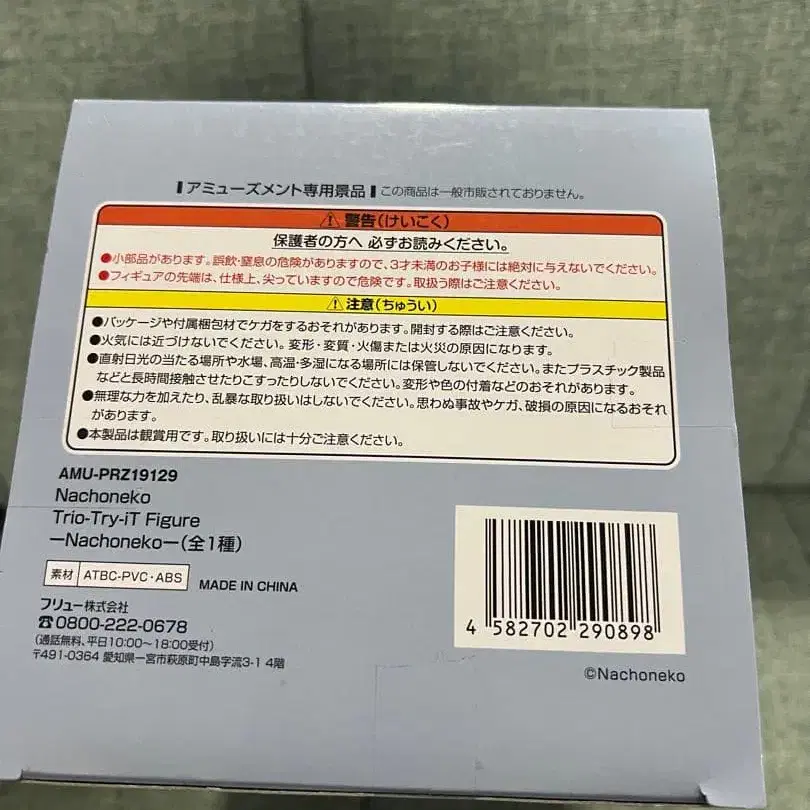 アミューズメント専用景品 この商品は一般市販されておりません。
⚠警告(けいこく)
保護者の方へ 必ずお読みください。
●小部品があります。誤飲・窒息の危険がありますので、3才未満のお子様には絶対に与えないでください。
●フィギュアの先端は、仕様上、尖っていますので危険です。取扱う際はご注意ください。
⚠注意(ちゅうい)
●パッケージや付属梱包材でケガをするおそれがあります。開封する際はご注意ください。
●火気には近づけないでください。変形・変質・火傷または火災の原因になります。
●直射日光の当たる場所や水場、高温・多湿になる場所には保管しないでください。またプラスチック製品
などと長時間接触させたりこすったりしないでください。変形や色の付着などのおそれがあります。
●無理な力を加えたり、乱暴な取り扱いはしないでください。思わぬ事故やケガ、破損の原因になるおそれ
があります。
●本製品は観賞用です。取り扱いには十分ご注意ください。
AMU-PRZ19129
Nachoneko
Trio-Try-iT Figure
ーNachonekoー(全1種)
素材 ATBC-PVC・ABS MADE IN CHINA
フリュー株式会社
☎0800-222-0678
(通話無料、平日10:00~18:00受付)
〒491-0364 愛知県一宮市萩原町中島字流3-1 4階
4 582702 290898
©Nachoneko